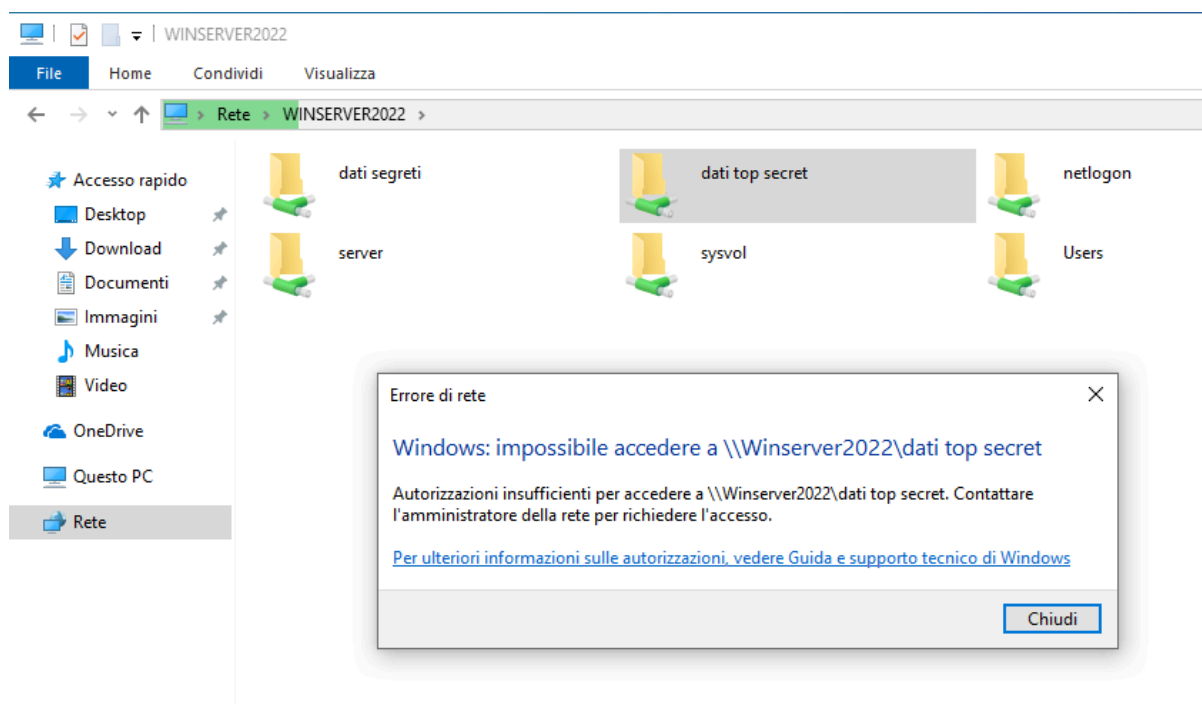 WINSERVER2022
File Home Condividi Visualizza
Rete > WINSERVER2022 >
Accesso rapido
Desktop
Download
Documenti
Immagini
Musica
Video
OneDrive
Questo PC
Rete
dati segreti
dati top secret
netlogon
server
sysvol
Users
Errore di rete
Windows: impossibile accedere a \\Winserver2022\dati top secret
Autorizzazioni insufficienti per accedere a \\Winserver2022\dati top secret. Contattare
l'amministratore della rete per richiedere l'accesso.
Per ulteriori informazioni sulle autorizzazioni, vedere Guida e supporto tecnico di Windows
Chiudi